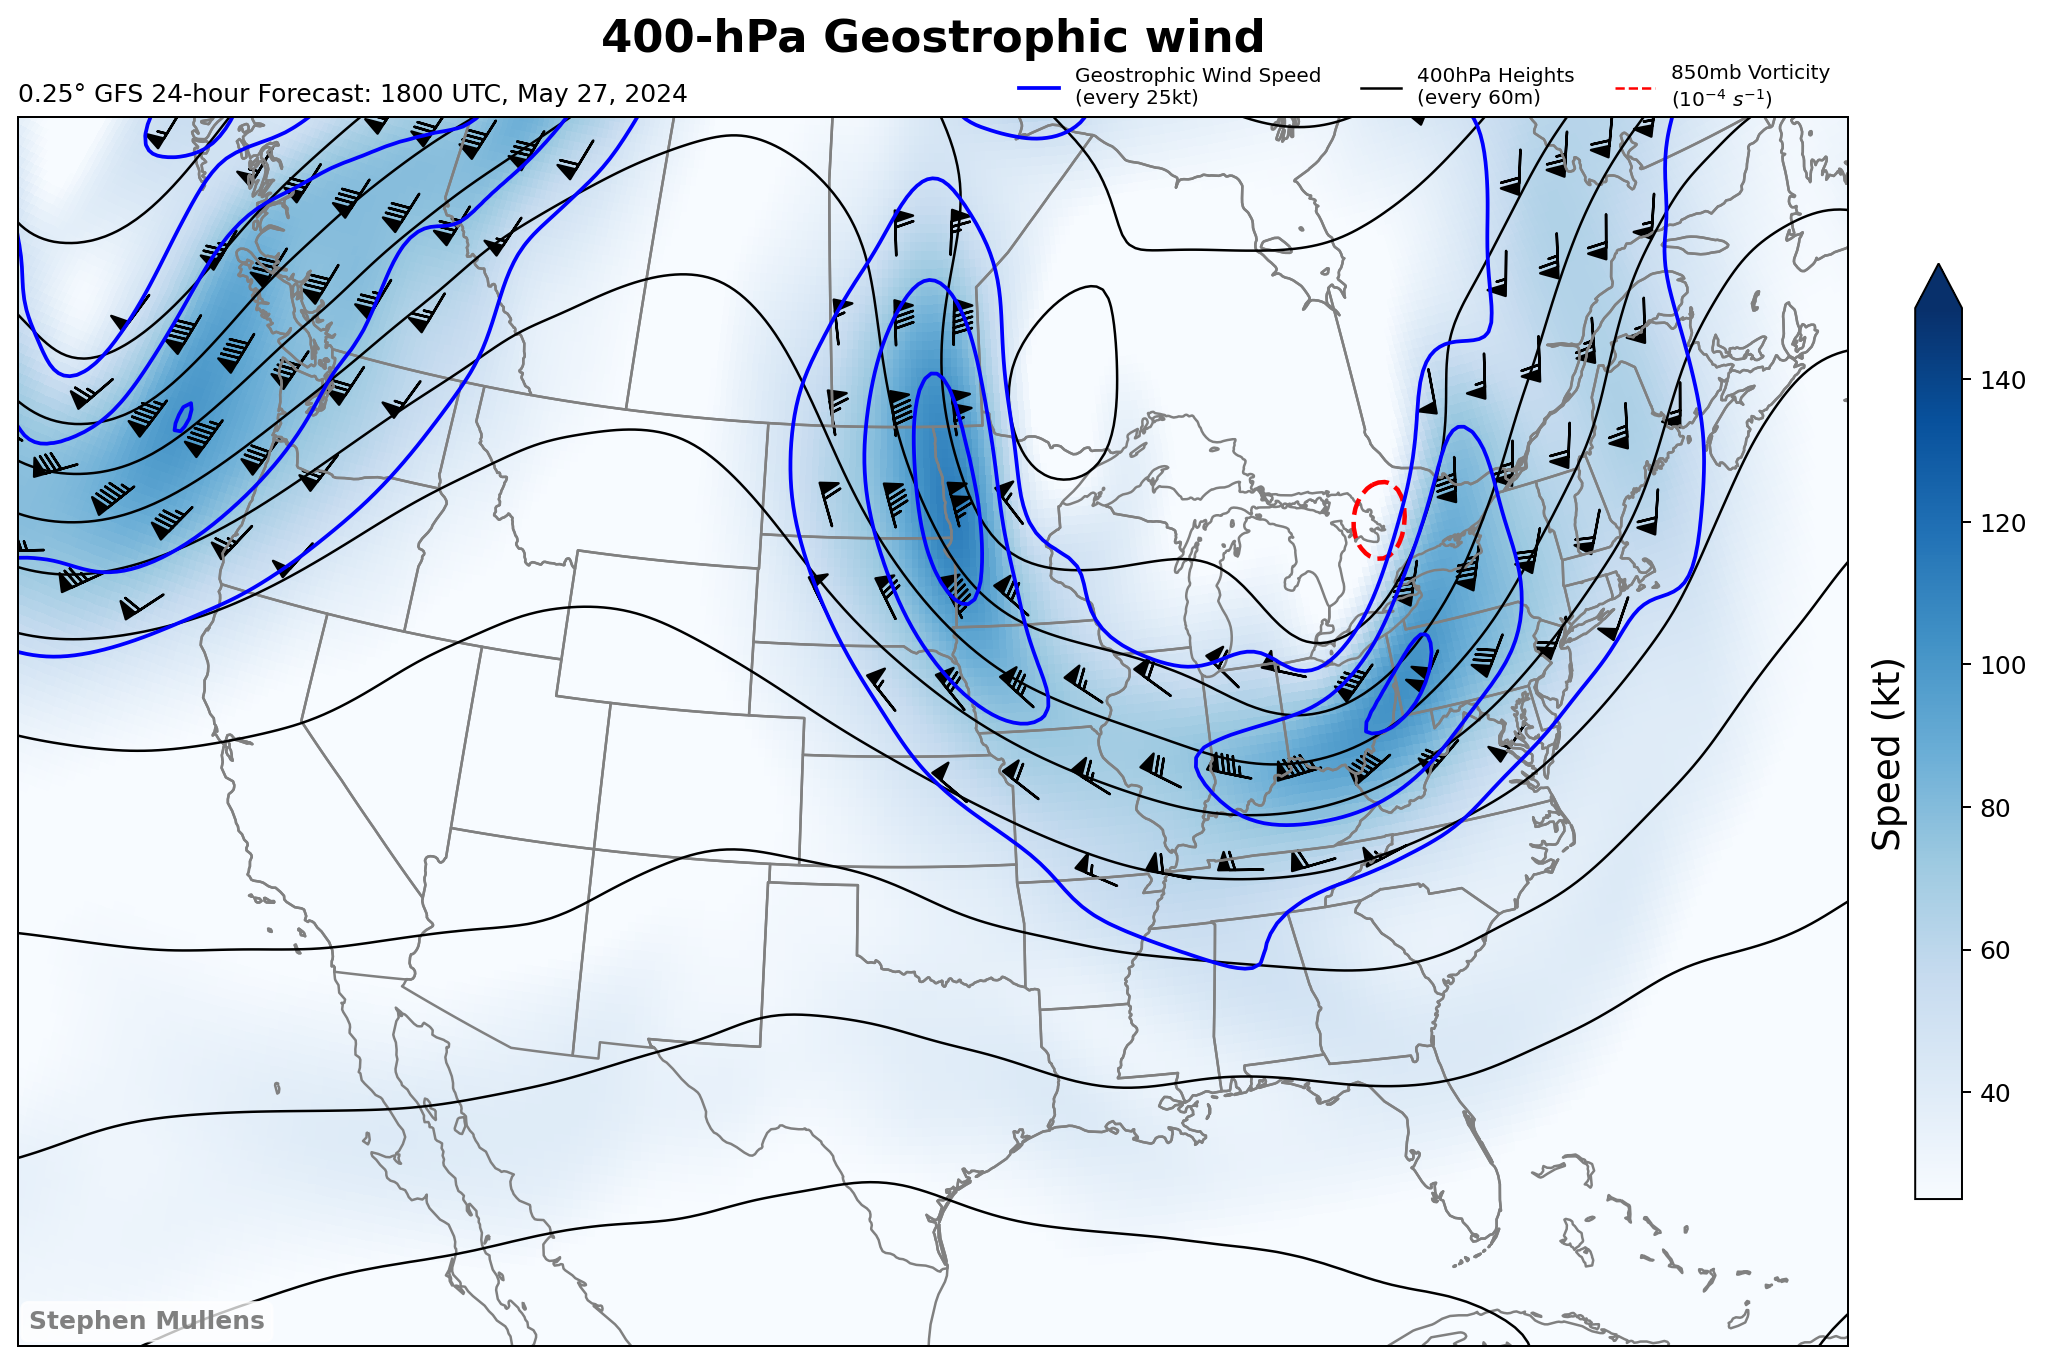 400-hPa Geostrophic wind
0.25° GFS 24-hour Forecast: 1800 UTC, May 27, 2024
Geostrophic Wind Speed
(every 25kt)
400hPa Heights
(every 60m)
850mb Vorticity
(10⁻⁴ s⁻¹)
140
120
100
80
60
40
Speed (kt)
Stephen Mullens